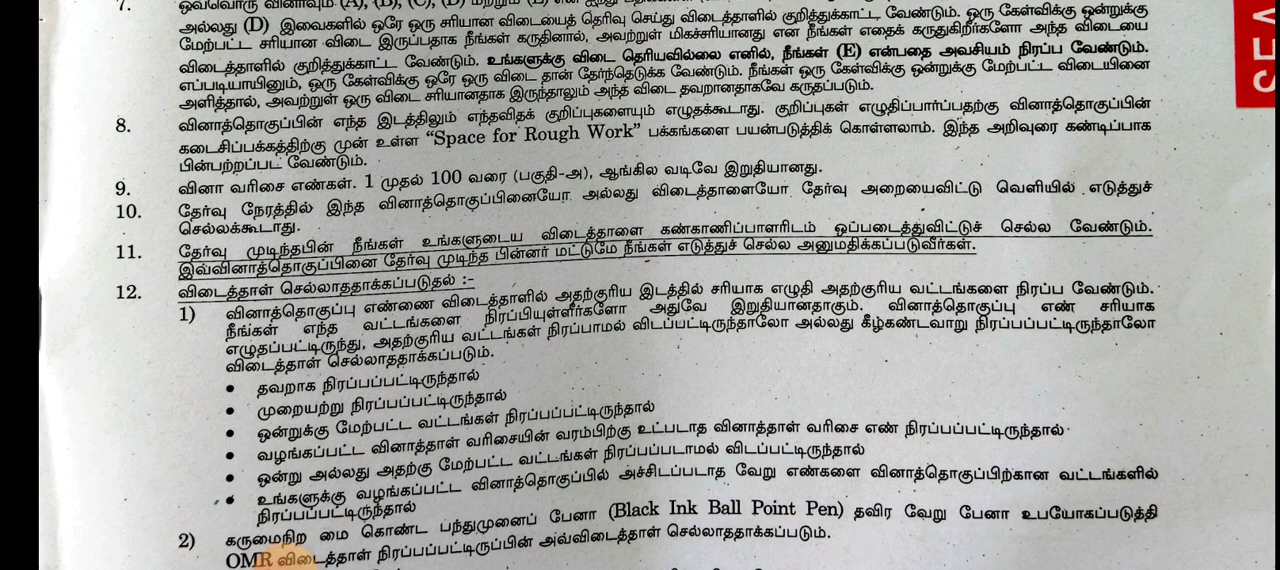 7. ஒவ்வொரு வினாவும் (A), (B), (C), (D) மற்றும் (E) என ஐந்து
அல்லது (D) இவைகளில் ஒரே ஒரு சரியான விடையைத் தெரிவு செய்து விடைத்தாளில் குறித்துக்காட்ட வேண்டும். ஒரு கேள்விக்கு ஒன்றுக்கு
மேற்பட்ட சரியான விடை இருப்பதாக நீங்கள் கருதினால், அவற்றுள் மிகச்சரியானது என நீங்கள் எதைக் கருதுகிறீர்களோ அந்த விடையை
விடைத்தாளில் குறித்துக்காட்ட வேண்டும். உங்களுக்கு விடை தெரியவில்லை எனில், நீங்கள் (E) என்பதை அவசியம் நிரப்ப வேண்டும்.
எப்படியாயினும், ஒரு கேள்விக்கு ஒரே ஒரு விடை தான் தேர்ந்தெடுக்க வேண்டும். நீங்கள் ஒரு கேள்விக்கு ஒன்றுக்கு மேற்பட்ட விடையினை
அளித்தால், அவற்றுள் ஒரு விடை சரியானதாக இருந்தாலும் அந்த விடை தவறானதாகவே கருதப்படும்.
8. வினாத்தொகுப்பின் எந்த இடத்திலும் எந்தவிதக் குறிப்புகளையும் எழுதக்கூடாது. குறிப்புகள் எழுதிப்பார்ப்பதற்கு வினாத்தொகுப்பின்
கடைசிப்பக்கத்திற்கு முன் உள்ள “Space for Rough Work” பக்கங்களை பயன்படுத்திக் கொள்ளலாம். இந்த அறிவுரை கண்டிப்பாக
பின்பற்றப்பட வேண்டும்.
9. வினா வரிசை எண்கள். 1 முதல் 100 வரை (பகுதி-அ), ஆங்கில வடிவே இறுதியானது.
10. தேர்வு நேரத்தில் இந்த வினாத்தொகுப்பினையோ அல்லது விடைத்தாளையோ தேர்வு அறையைவிட்டு வெளியில் எடுத்துச்
செல்லக்கூடாது.
11. தேர்வு முடிந்தபின் நீங்கள் உங்களுடைய விடைத்தாளை கண்காணிப்பாளரிடம் ஒப்படைத்துவிட்டுச் செல்ல வேண்டும்.
இவ்வினாத்தொகுப்பினை தேர்வு முடிந்த பின்னர் மட்டுமே நீங்கள் எடுத்துச் செல்ல அனுமதிக்கப்படுவீர்கள்.
12. விடைத்தாள் செல்லாததாக்கப்படுதல் :-
1) வினாத்தொகுப்பு எண்ணை விடைத்தாளில் அதற்குரிய இடத்தில் சரியாக எழுதி அதற்குரிய வட்டங்களை நிரப்ப வேண்டும்.
நீங்கள் எந்த வட்டங்களை நிரப்பியுள்ளீர்களோ அதுவே இறுதியானதாகும். வினாத்தொகுப்பு எண் சரியாக
எழுதப்பட்டிருந்து, அதற்குரிய வட்டங்கள் நிரப்பாமல் விடப்பட்டிருந்தாலோ அல்லது கீழ்கண்டவாறு நிரப்பப்பட்டிருந்தாலோ
விடைத்தாள் செல்லாததாக்கப்படும்.
• தவறாக நிரப்பப்பட்டிருந்தால்
• முறையற்று நிரப்பப்பட்டிருந்தால்
• ஒன்றுக்கு மேற்பட்ட வட்டங்கள் நிரப்பப்பட்டிருந்தால்
• வழங்கப்பட்ட வினாத்தாள் வரிசையின் வரம்பிற்கு உட்படாத வினாத்தாள் வரிசை எண் நிரப்பப்பட்டிருந்தால்
• ஒன்று அல்லது அதற்கு மேற்பட்ட வட்டங்கள் நிரப்பப்படாமல் விடப்பட்டிருந்தால்
• உங்களுக்கு வழங்கப்பட்ட வினாத்தொகுப்பில் அச்சிடப்படாத வேறு எண்களை வினாத்தொகுப்பிற்கான வட்டங்களில்
நிரப்பப்பட்டிருந்தால்
2) கருமைநிற மை கொண்ட பந்துமுனைப் பேனா (Black Ink Ball Point Pen) தவிர வேறு பேனா உபயோகப்படுத்தி
OMR விடைத்தாள் நிரப்பப்பட்டிருப்பின் அவ்விடைத்தாள் செல்லாததாக்கப்படும்.